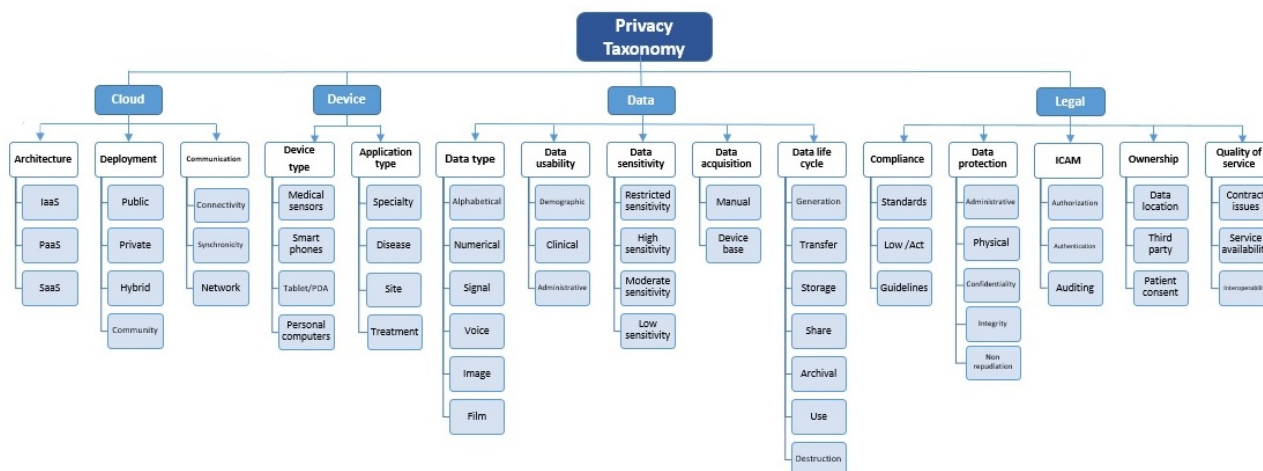 Privacy
Taxonomy
Cloud
Device
Data
Legal
Architecture
IaaS
PaaS
SaaS
Deployment
Public
Private
Hybrid
Community
Communication
Connectivity
Synchronicity
Network
Device
type
Medical
sensors
Smart
phones
Tablet/PDA
Personal
computers
Application
type
Specialty
Disease
Site
Treatment
Data type
Alphabetical
Numerical
Signal
Voice
Image
Film
Data
usability
Demographic
Clinical
Administrative
Data
sensitivity
Restricted
sensitivity
High
sensitivity
Moderate
sensitivity
Low
sensitivity
Data
acquisition
Manual
Device
base
Data life
cycle
Generation
Transfer
Storage
Share
Archival
Use
Destruction
Compliance
Standards
Low /Act
Guidelines
Data
protection
Administrative
Physical
Confidentiality
Integrity
Non
repudiation
ICAM
Authorization
Authentication
Auditing
Ownership
Data
location
Third
party
Patient
consent
Quality of
service
Contract
issues
Service
availability
Interoperability